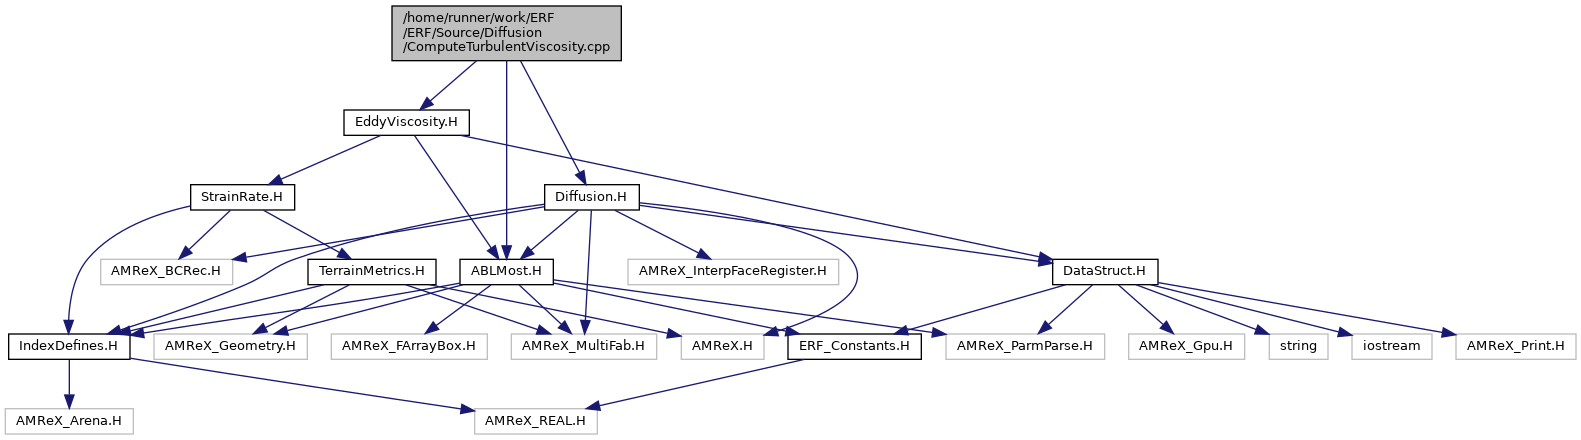 /home/runner/work/ERF
/ERF/Source/Diffusion
/ComputeTurbulentViscosity.cpp
EddyViscosity.H
StrainRate.H
Diffusion.H
AMReX_BCRec.H
TerrainMetrics.H
ABLMost.H
AMReX_InterpFaceRegister.H
DataStruct.H
IndexDefines.H
AMReX_Geometry.H
AMReX_FArrayBox.H
AMReX_MultiFab.H
AMReX.H
ERF_Constants.H
AMReX_ParmParse.H
AMReX_Gpu.H
string
iostream
AMReX_Print.H
AMReX_Arena.H
AMReX_REAL.H